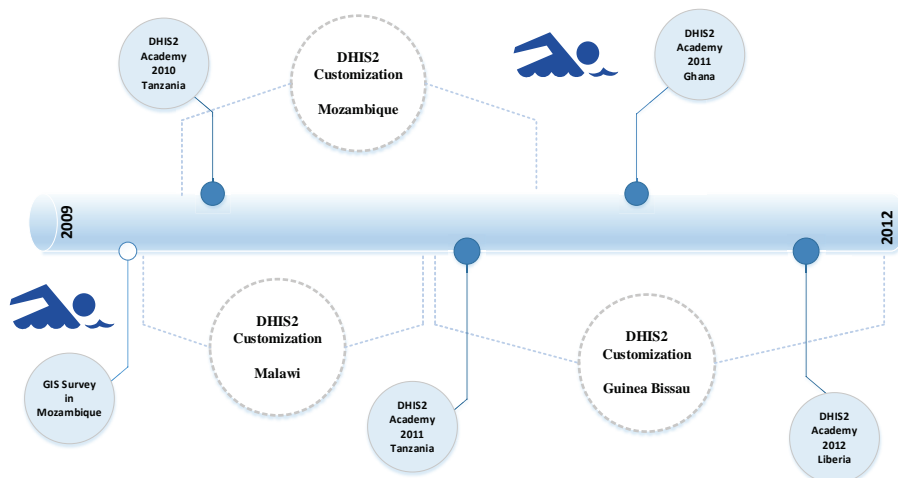 DHIS2
Academy
2010
Tanzania
DHIS2
Customization
Mozambique
DHIS2
Academy
2011
Ghana
2009
2012
GIS Survey
in
Mozambique
DHIS2
Customization
Malawi
DHIS2
Academy
2011
Tanzania
DHIS2
Customization
Guinea Bissau
DHIS2
Academy
2012
Liberia